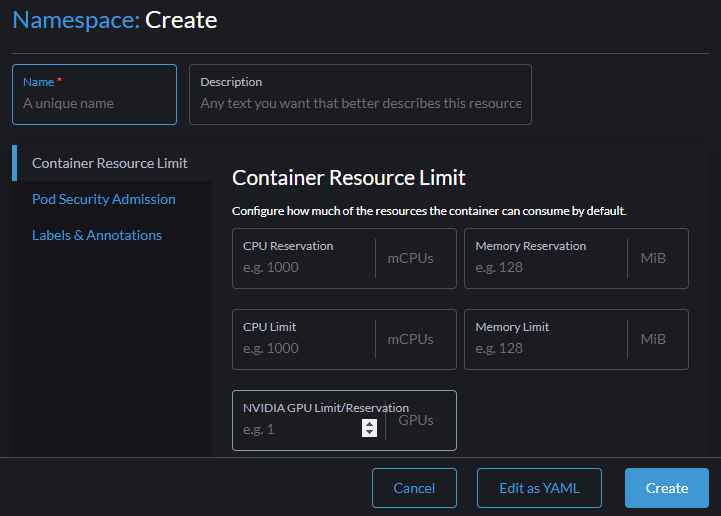 Namespace: Create
Name * Description
A unique name Any text you want that better describes this resource
Container Resource Limit
Pod Security Admission
Labels & Annotations
Container Resource Limit
Configure how much of the resources the container can consume by default.
CPU Reservation Memory Reservation
e.g. 1000 mCPUs e.g. 128 MiB
CPU Limit Memory Limit
e.g. 1000 mCPUs e.g. 128 MiB
NVIDIA GPU Limit/Reservation
e.g. 1 GPUs
Cancel Edit as YAML Create